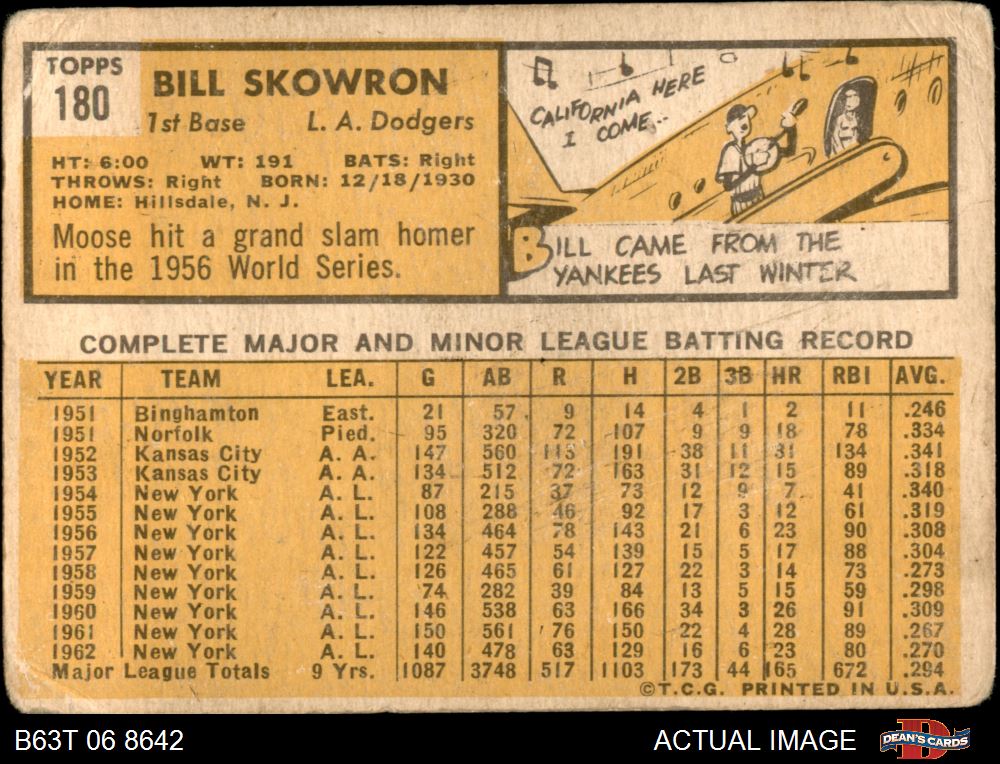 TOPPS
180
BILL SKOWRON
1st Base L. A. Dodgers
HT: 6:00 WT: 191 BATS: Right
THROWS: Right BORN: 12/18/1930
HOME: Hillsdale, N. J.
Moose hit a grand slam homer
in the 1956 World Series.
CALIFORNIA HERE
I COME...
BILL CAME FROM THE
YANKEES LAST WINTER
COMPLETE MAJOR AND MINOR LEAGUE BATTING RECORD
YEAR TEAM LEA. G AB R H 2B 3B HR RBI AVG.
1951 Binghamton East. 21 57 9 14 4 1 2 11 .246
1951 Norfolk Pied. 95 320 72 107 9 9 18 78 .334
1952 Kansas City A. A. 147 560 113 191 38 11 31 134 .341
1953 Kansas City A. A. 134 512 72 163 31 12 15 89 .318
1954 New York A. L. 87 215 37 73 12 9 7 41 .340
1955 New York A. L. 108 288 46 92 17 3 12 61 .319
1956 New York A. L. 134 464 78 143 21 6 23 90 .308
1957 New York A. L. 122 457 54 139 15 5 17 88 .304
1958 New York A. L. 126 465 61 127 22 3 14 73 .273
1959 New York A. L. 74 282 39 84 13 5 15 59 .298
1960 New York A. L. 146 538 63 166 34 3 26 91 .309
1961 New York A. L. 150 561 76 150 22 4 28 89 .267
1962 New York A. L. 140 478 63 129 16 6 23 80 .270
Major League Totals 9 Yrs. 1087 3748 517 1103 173 44 165 672 .294
©T.C.G. PRINTED IN U.S.A.
B63T 06 8642 ACTUAL IMAGE DEAN'S CARDS